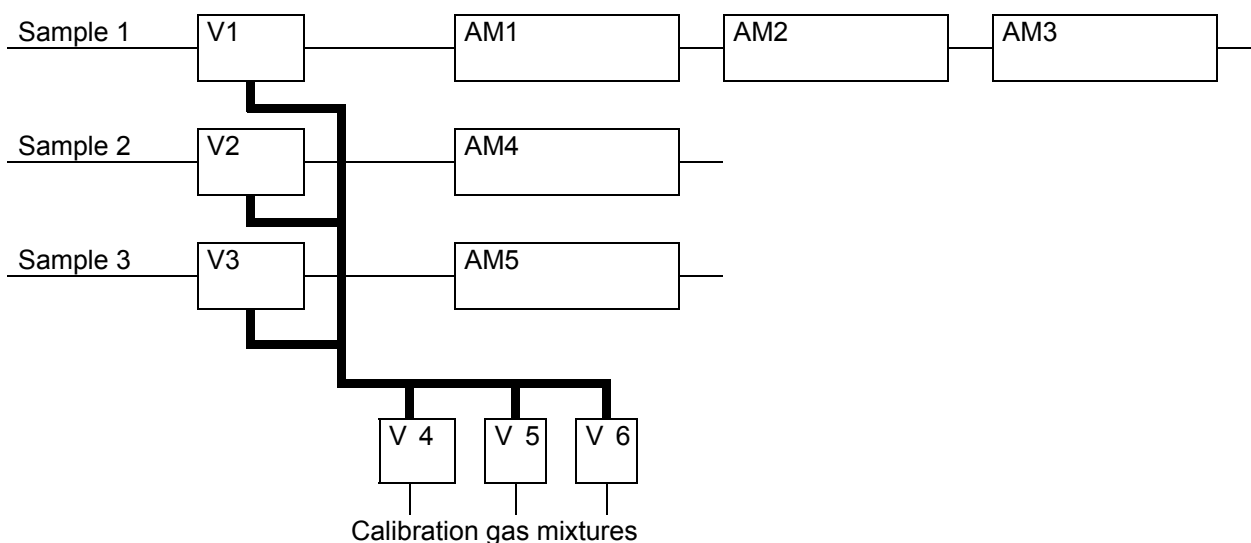 Sample 1 V1 AM1 AM2 AM3
Sample 2 V2 AM4
Sample 3 V3 AM5
V 4 V 5 V 6
Calibration gas mixtures